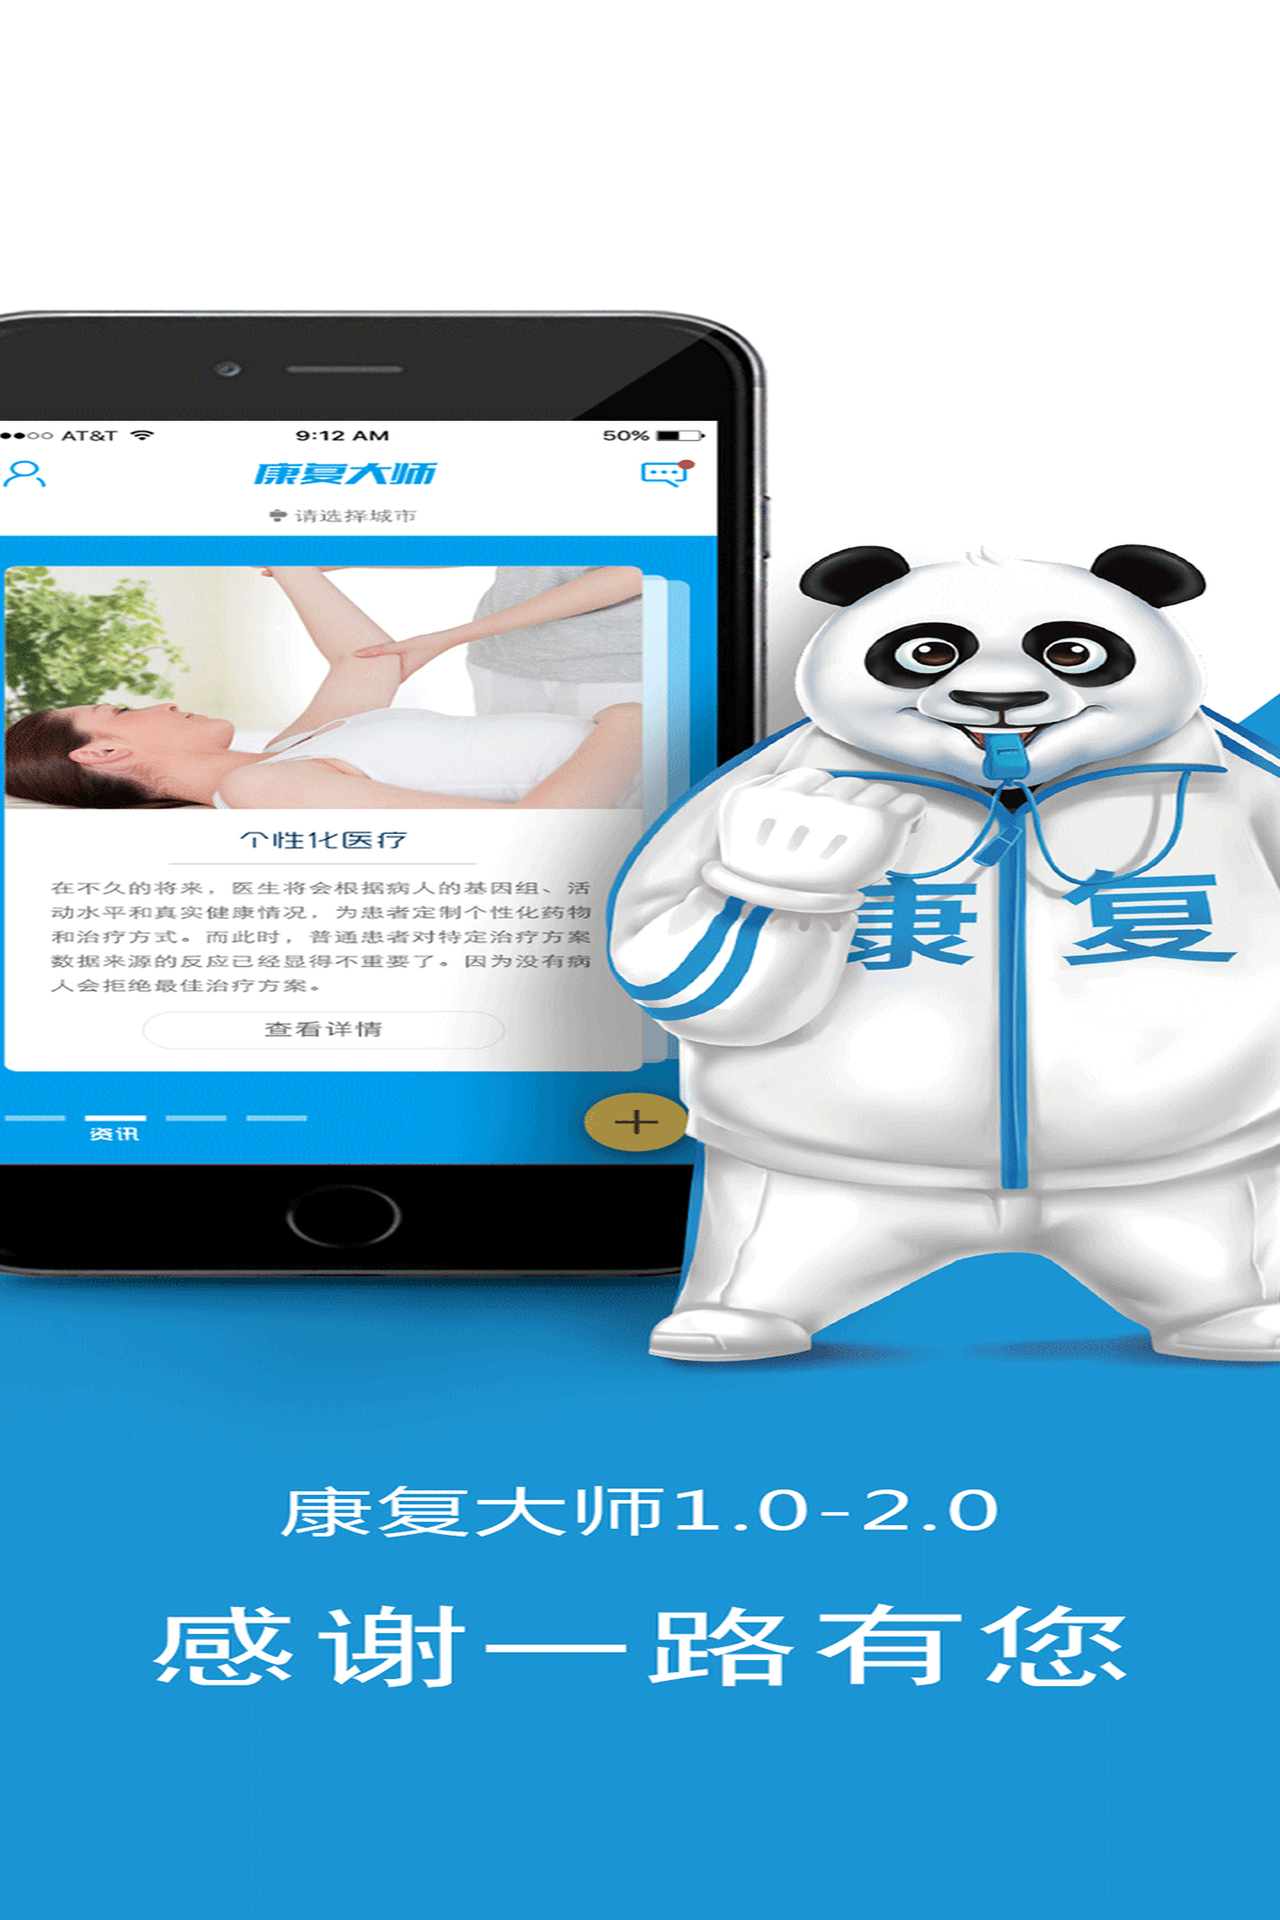 AT&T 9:12 AM 50%
康复大师
请选择城市
个性化医疗
在不久的将来，医生将会根据病人的基因组、活
动水平和真实健康情况，为患者定制个性化药物
和治疗方式。而此时，普通患者对特定治疗方案
数据来源的反应已经显得不重要了。因为没有病
人会拒绝最佳治疗方案。
查看详情
资讯
康复
康复大师1.0-2.0
感谢一路有您